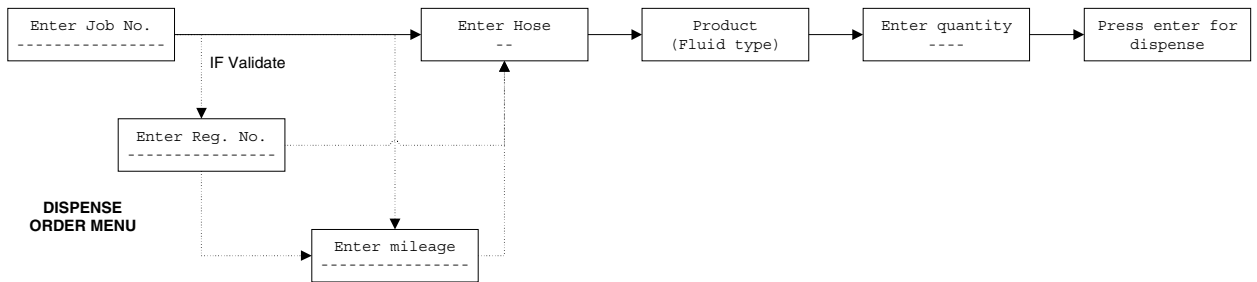 Enter Job No.
----------------
Enter Hose
--
Product
(Fluid type)
Enter quantity
----
Press enter for
dispense
IF Validate
Enter Reg. No.
----------------
DISPENSE
ORDER MENU
Enter mileage
----------------